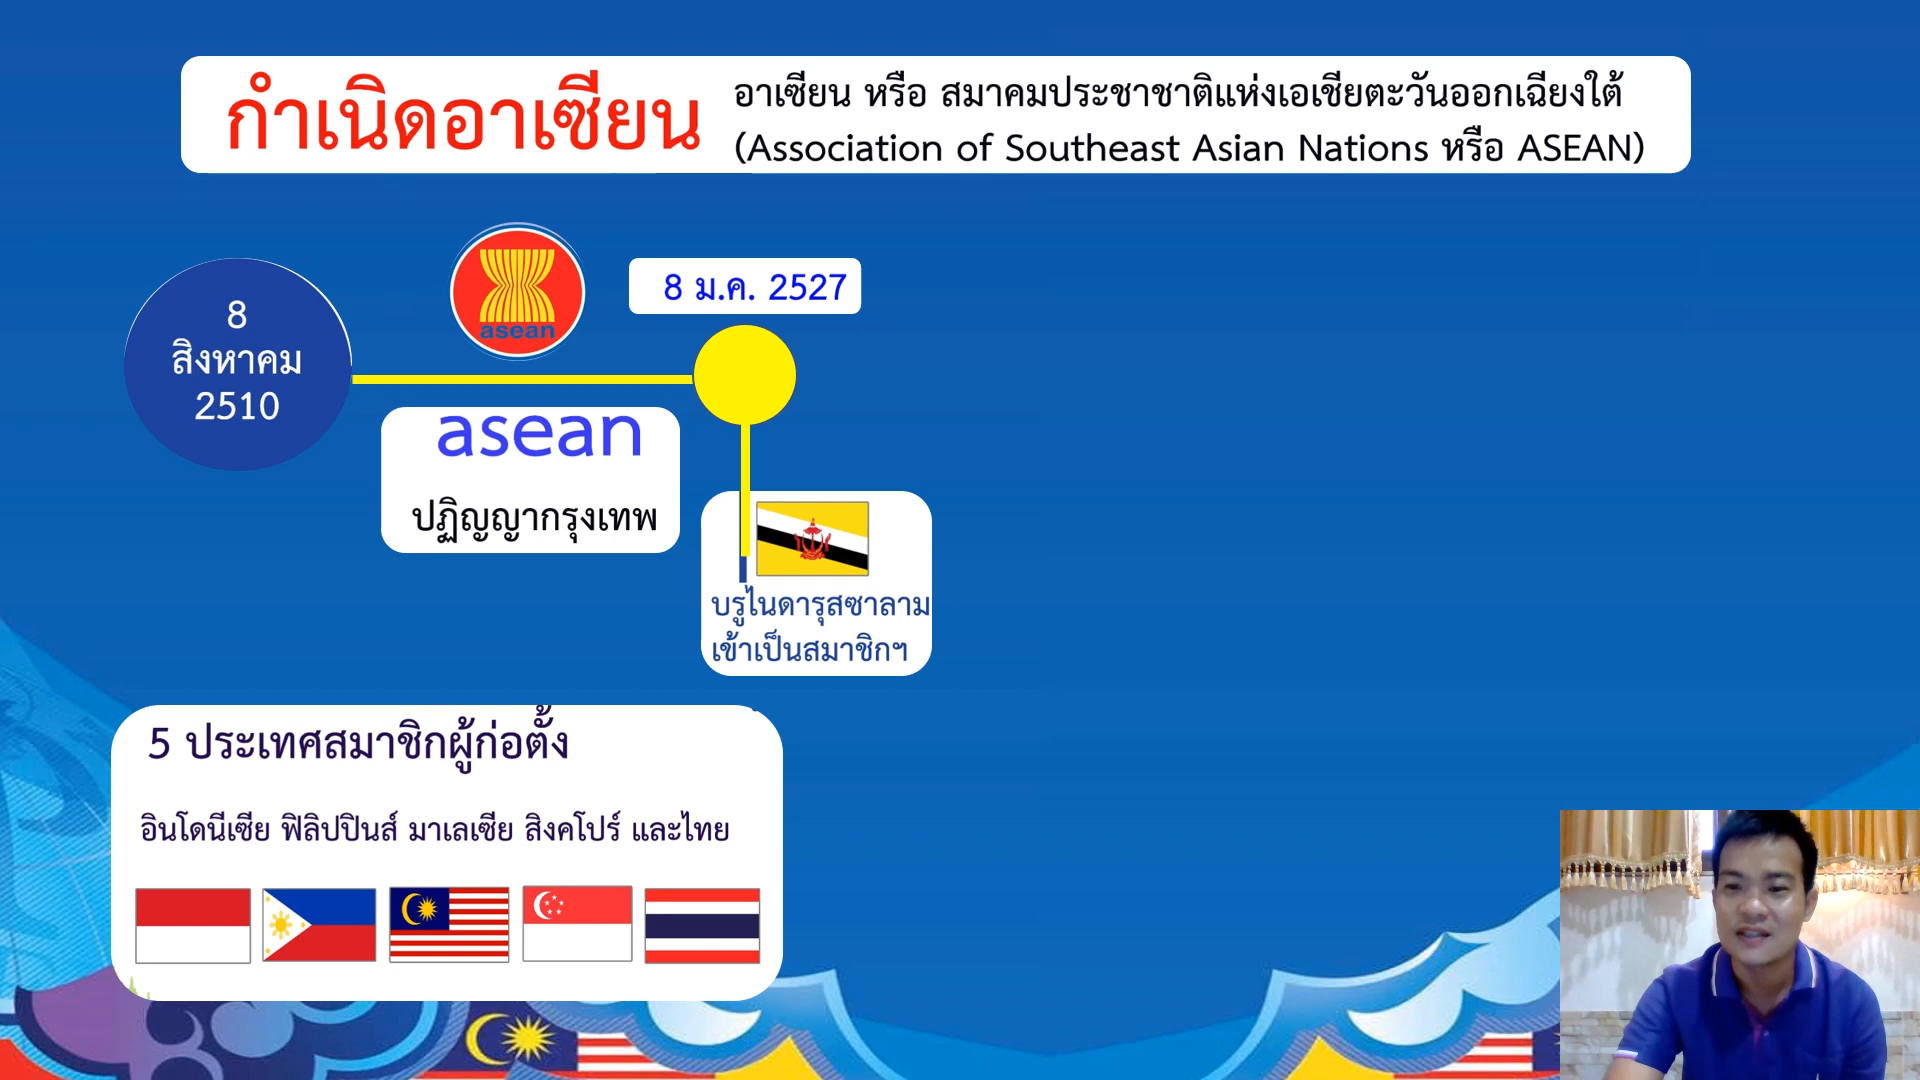 กำเนิดอาเซียน
อาเซียน หรือ สมาคมประชาชาติแห่งเอเชียตะวันออกเฉียงใต้
(Association of Southeast Asian Nations หรือ ASEAN)
8
สิงหาคม
2510
asean
8 ม.ค. 2527
asean
ปฏิญญากรุงเทพ
บรูไนดารุสซาลาม
เข้าเป็นสมาชิกฯ
5 ประเทศสมาชิกผู้ก่อตั้ง
อินโดนีเซีย ฟิลิปปินส์ มาเลเซีย สิงคโปร์ และไทย